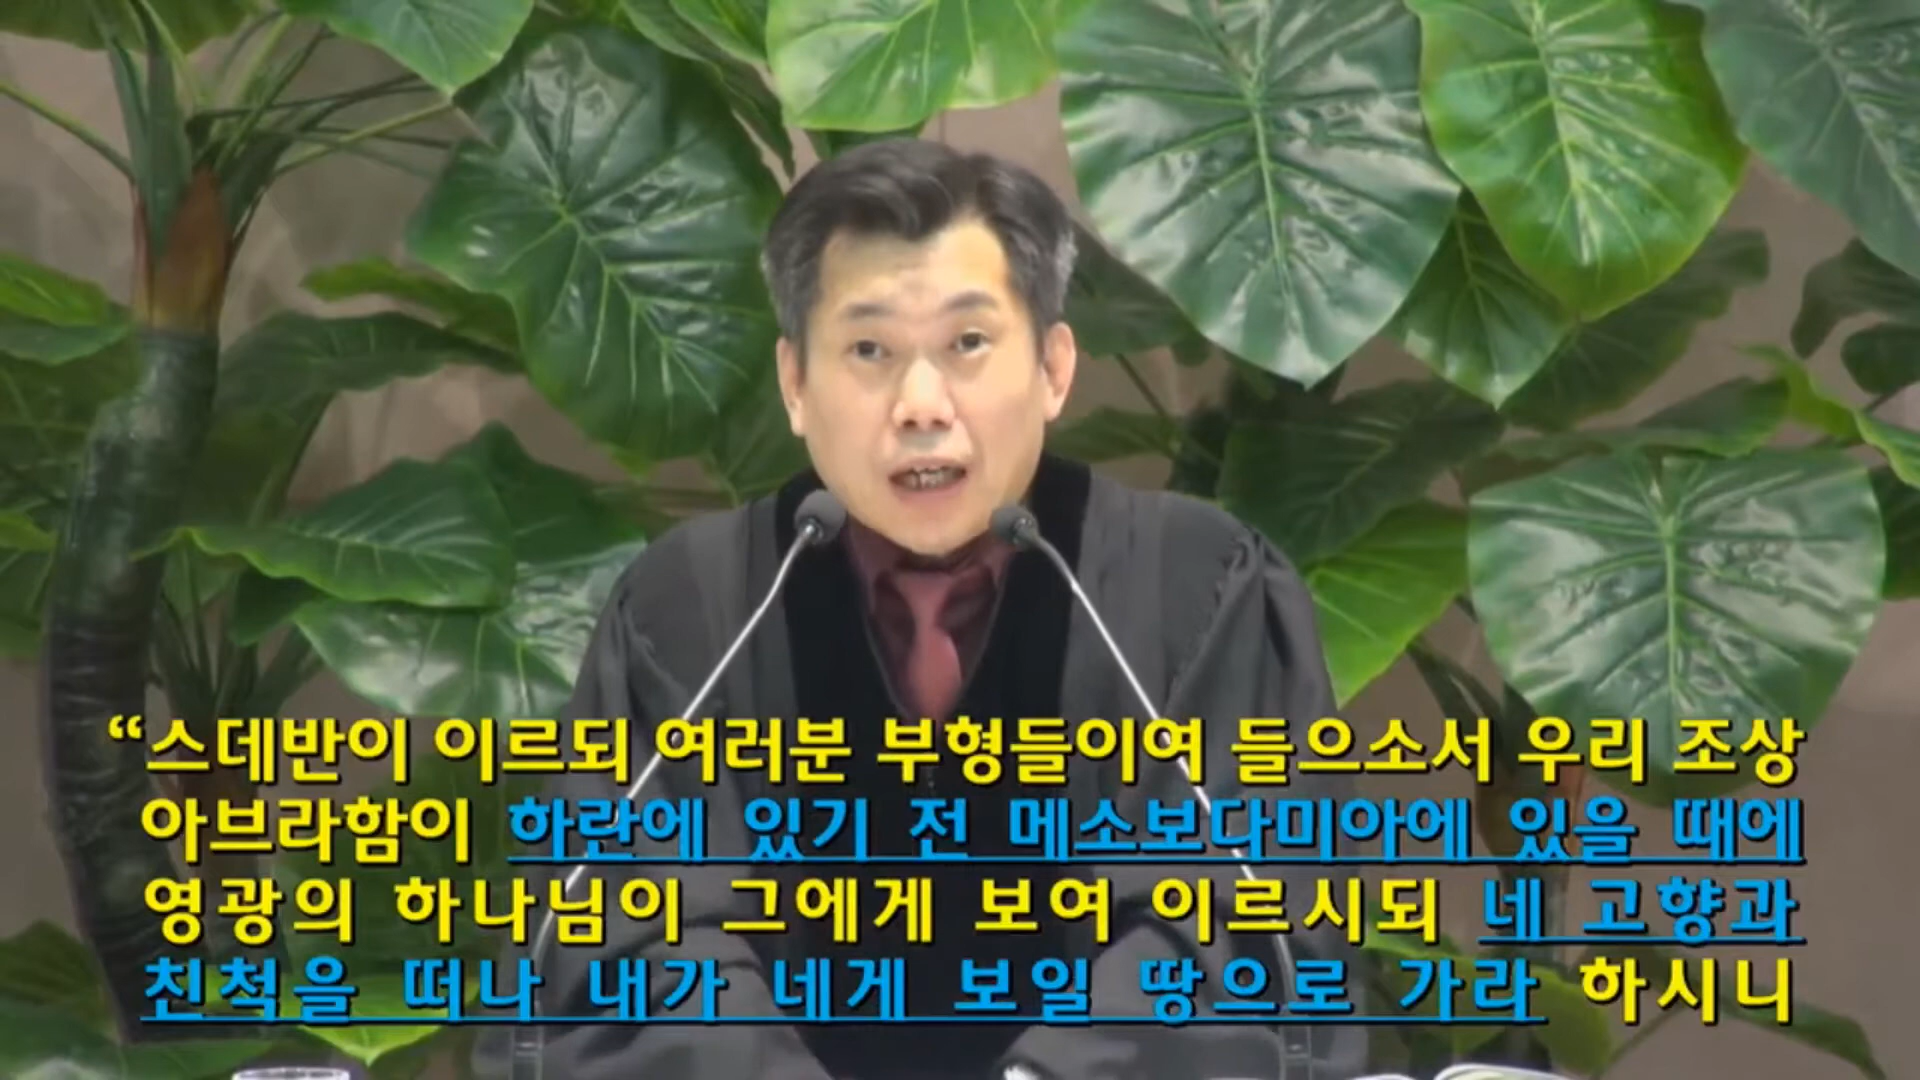 “스데반이 이르되 여러분 부형들이여 들으소서 우리 조상
아브라함이 하란에 있기 전 메소보다미아에 있을 때에
영광의 하나님이 그에게 보여 이르시되 네 고향과
친척을 떠나 내가 네게 보일 땅으로 가라 하시니